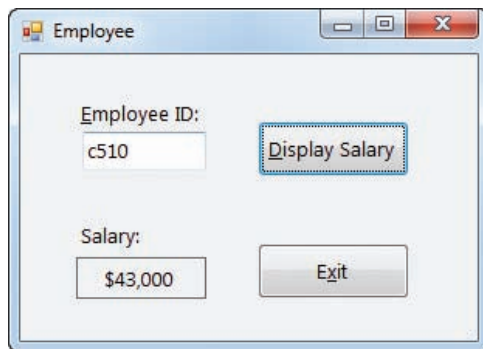 Employee
Employee ID:
c510
Display Salary
Salary:
$43,000
Exit